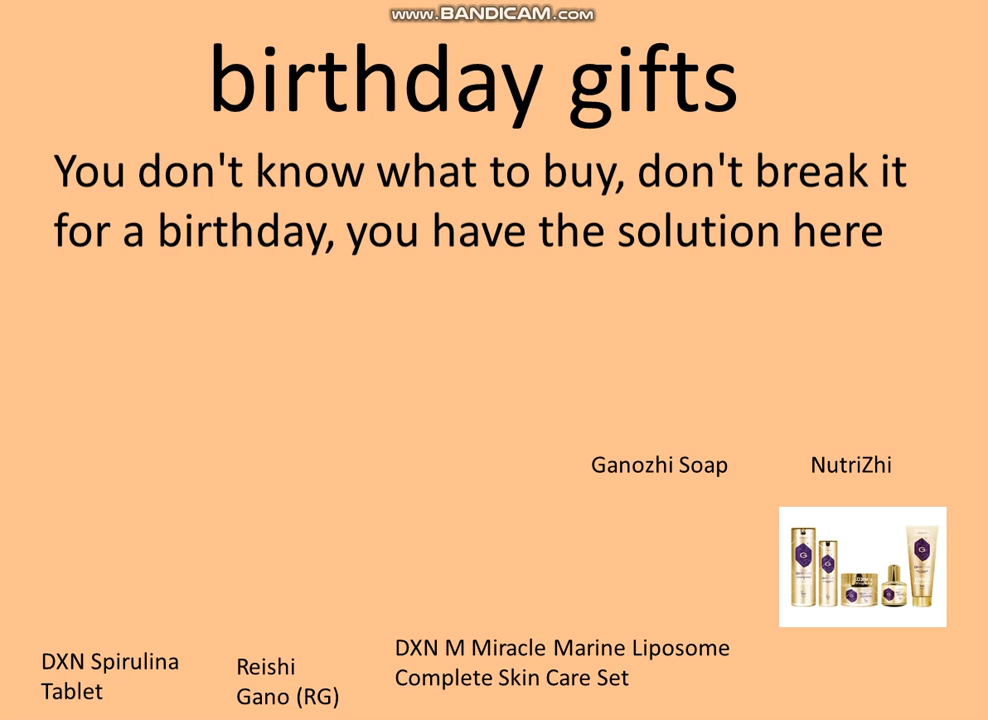 www.BANDICAM.com
birthday gifts
You don't know what to buy, don't break it
for a birthday, you have the solution here
Ganozhi Soap
NutriZhi
DXN M Miracle Marine Liposome
Complete Skin Care Set
DXN Spirulina
Tablet
Reishi
Gano (RG)